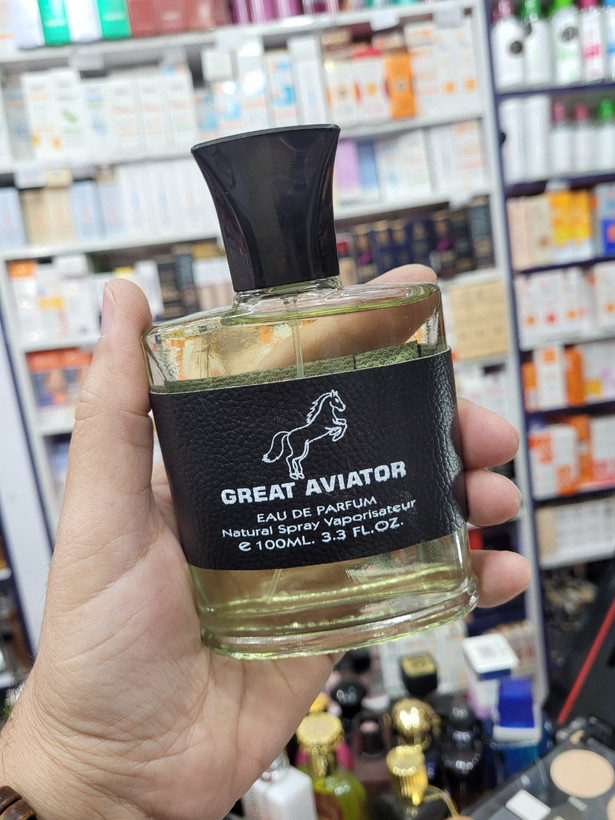 GREAT AVIATOR
EAU DE PARFUM
Natural Spray Vaporisateur
e 100ML. 3.3 FL.OZ.